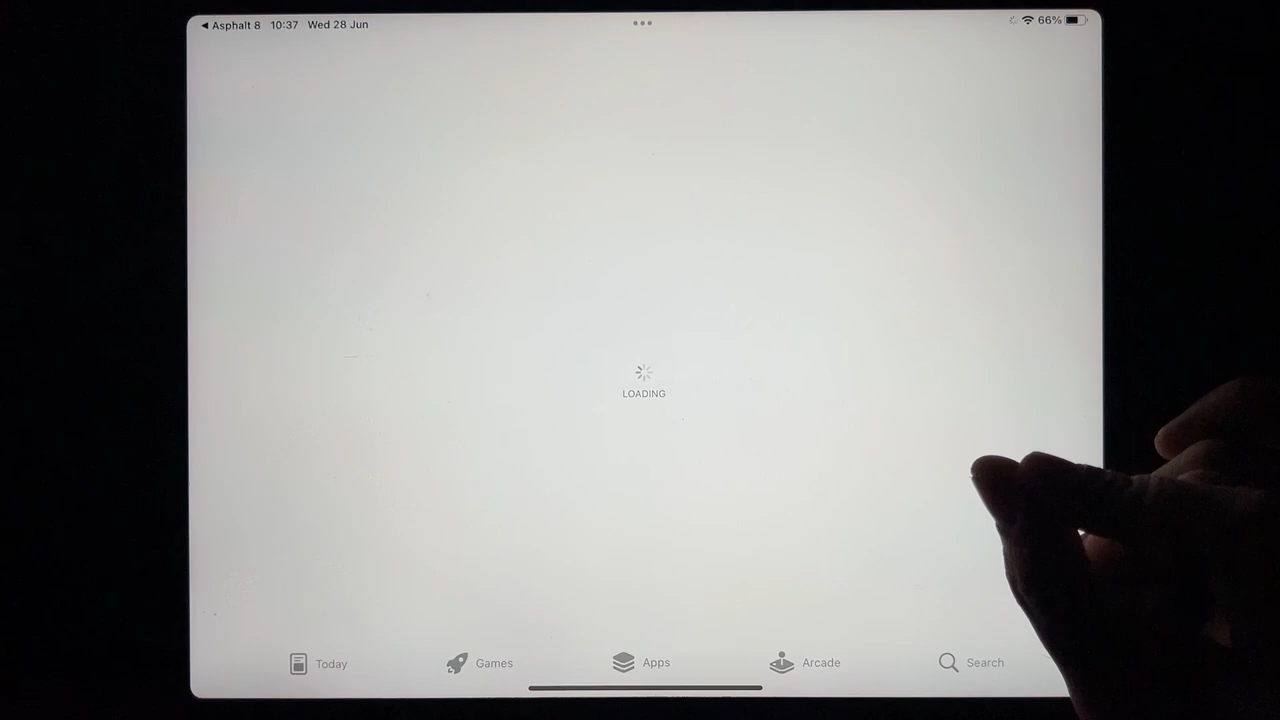 ◀ Asphalt 8 10:37 Wed 28 Jun
66%
LOADING
Today Games Apps Arcade Search